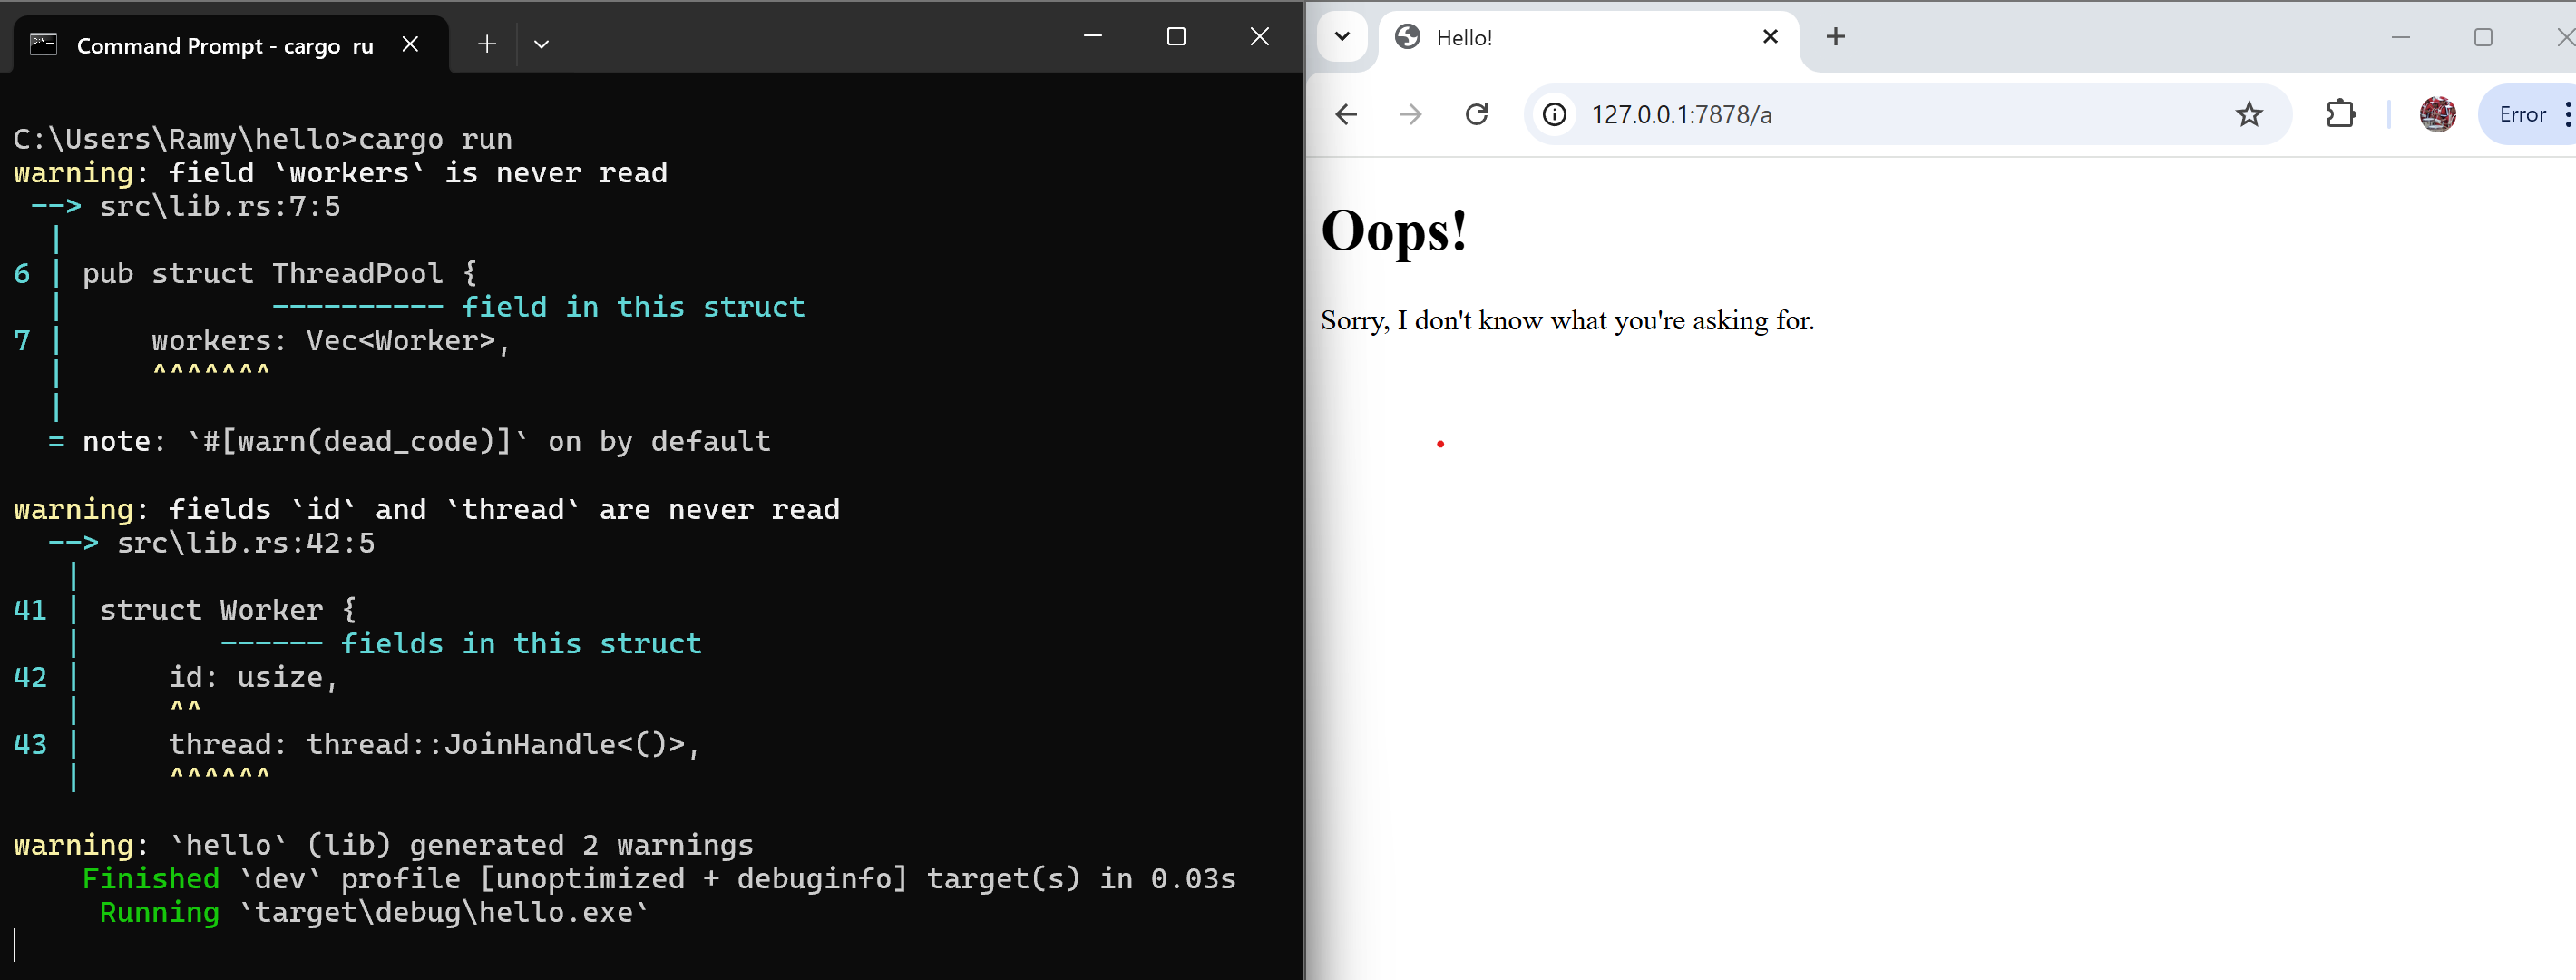 Command Prompt - cargo  ru
C:\Users\Ramy\hello>cargo run
warning: field `workers` is never read
 --> src\lib.rs:7:5
  |
6 | pub struct ThreadPool {
  |            ---------- field in this struct
7 |     workers: Vec<Worker>,
  |     ^^^^^^^
  |
  = note: `#[warn(dead_code)]` on by default
warning: fields `id` and `thread` are never read
  --> src\lib.rs:42:5
   |
41 | struct Worker {
   |        ------ fields in this struct
42 |     id: usize,
   |     ^^
43 |     thread: thread::JoinHandle<()>,
   |     ^^^^^^
warning: `hello` (lib) generated 2 warnings
    Finished `dev` profile [unoptimized + debuginfo] target(s) in 0.03s
     Running `target\debug\hello.exe`
Hello!
127.0.0.1:7878/a
Error
Oops!
Sorry, I don't know what you're asking for.